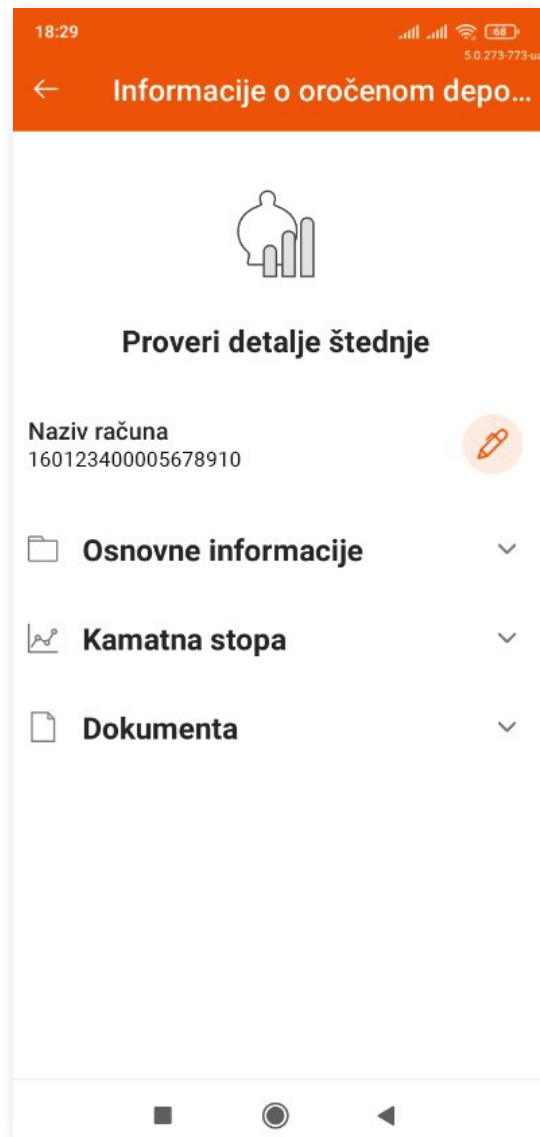 18:29
68
5.0.273-773-ua
Informacije o oročenom depo...
Proveri detalje štednje
Naziv računa
160123400005678910
Osnovne informacije
Kamatna stopa
Dokumenta